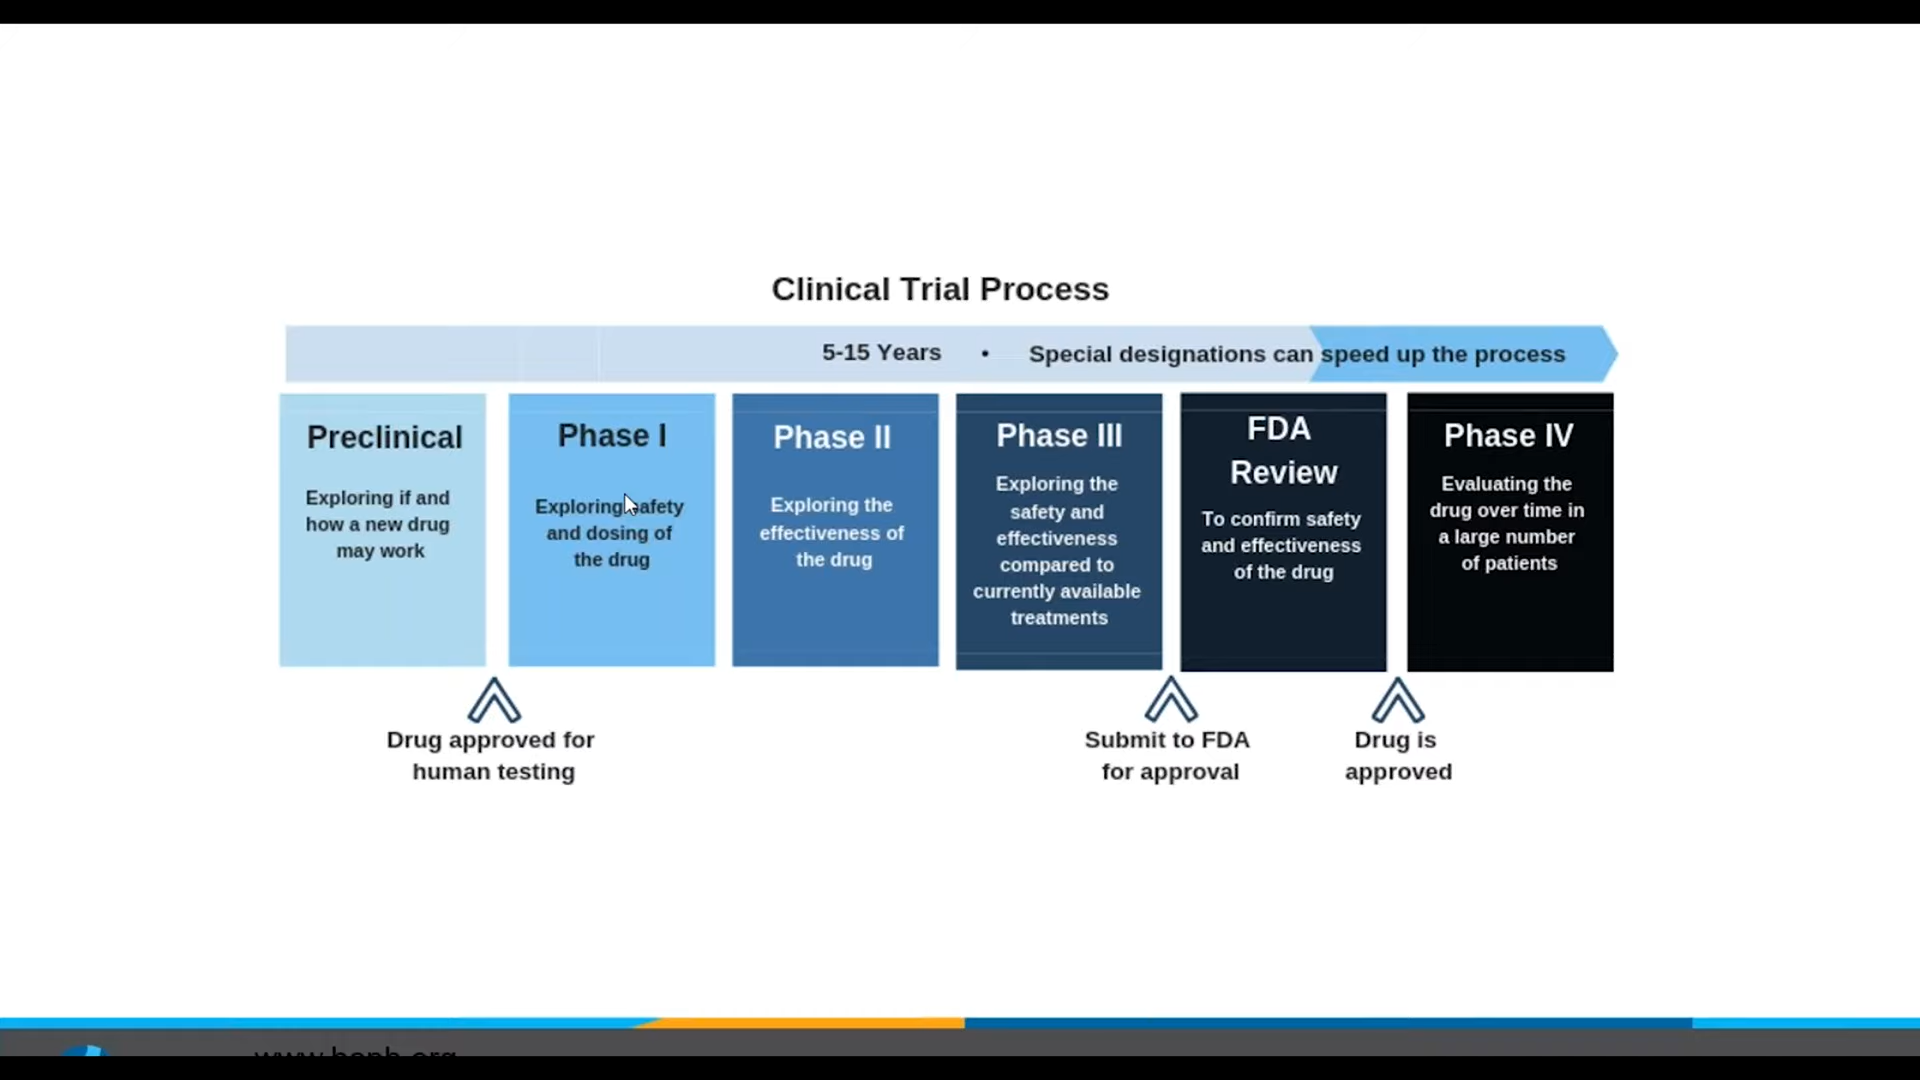 Clinical Trial Process
5-15 Years • Special designations can speed up the process
Preclinical
Exploring if and
how a new drug
may work
Phase I
Exploring safety
and dosing of
the drug
Phase II
Exploring the
effectiveness of
the drug
Phase III
Exploring the
safety and
effectiveness
compared to
currently available
treatments
FDA
Review
To confirm safety
and effectiveness
of the drug
Phase IV
Evaluating the
drug over time in
a large number
of patients
Drug approved for
human testing
Submit to FDA
for approval
Drug is
approved